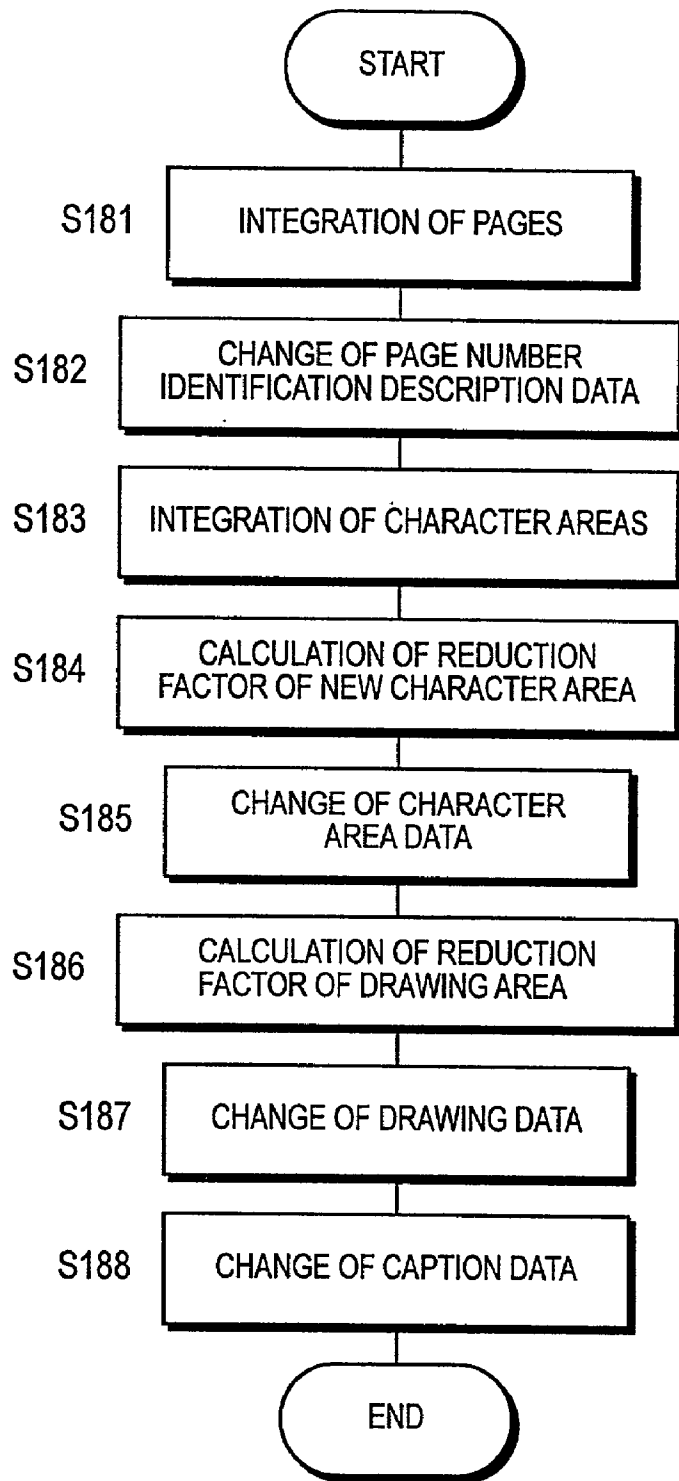 START
S181
INTEGRATION OF PAGES
S182
CHANGE OF PAGE NUMBER
IDENTIFICATION DESCRIPTION DATA
S183
INTEGRATION OF CHARACTER AREAS
S184
CALCULATION OF REDUCTION
FACTOR OF NEW CHARACTER AREA
S185
CHANGE OF CHARACTER
AREA DATA
S186
CALCULATION OF REDUCTION
FACTOR OF DRAWING AREA
S187
CHANGE OF DRAWING DATA
S188
CHANGE OF CAPTION DATA
END